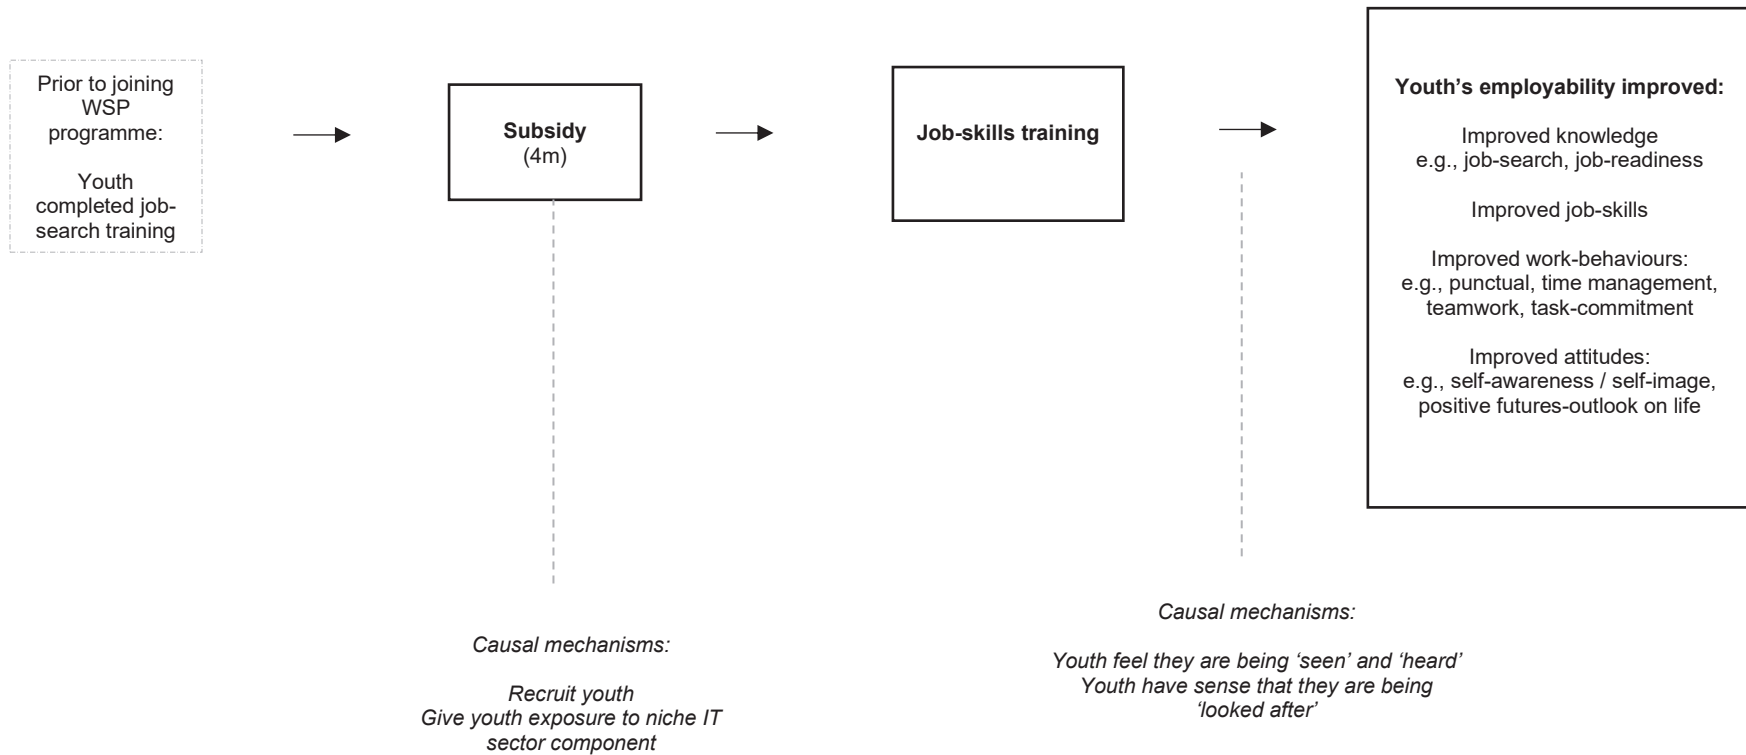 Prior to joining
WSP
programme:
Youth
completed job-
search training
Subsidy
(4m)
Job-skills training
Youth’s employability improved:
Improved knowledge
e.g., job-search, job-readiness
Improved job-skills
Improved work-behaviours:
e.g., punctual, time management,
teamwork, task-commitment
Improved attitudes:
e.g., self-awareness / self-image,
positive futures-outlook on life
Causal mechanisms:
Recruit youth
Give youth exposure to niche IT
sector component
Causal mechanisms:
Youth feel they are being ‘seen’ and ‘heard’
Youth have sense that they are being
‘looked after’